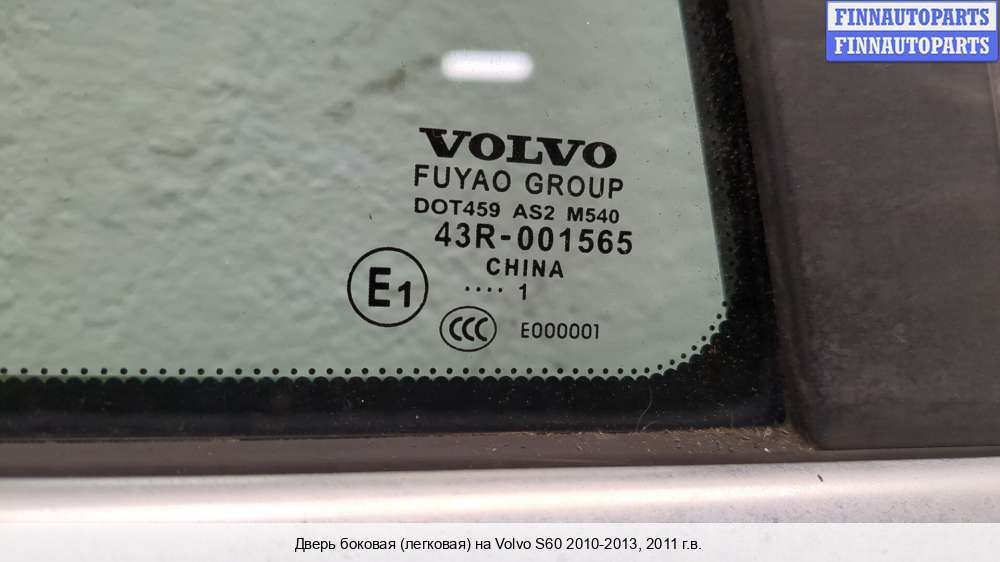 FINNAUTOPARTS
FINNAUTOPARTS
VOLVO
FUYAO GROUP
DOT459 AS2 M540
43R-001565
CHINA
E1
.... 1
CCC E000001
Дверь боковая (легковая) на Volvo S60 2010-2013, 2011 г.в.